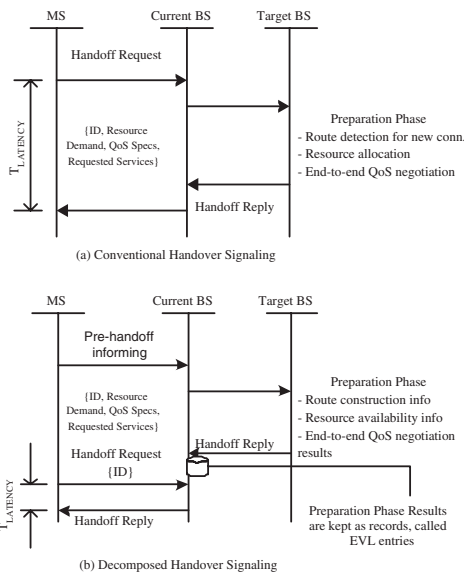 MS Current BS Target BS
Handoff Request
{ID, Resource
Demand, QoS Specs,
Requested Services}
T LATENCY
Preparation Phase
- Route detection for new conn.
- Resource allocation
- End-to-end QoS negotiation
Handoff Reply
(a) Conventional Handover Signaling
MS Current BS Target BS
Pre-handoff
informing
{ID, Resource
Demand, QoS Specs,
Requested Services}
Preparation Phase
- Route construction info
- Resource availability info
- End-to-end QoS negotiation
results
Handoff Reply
Handoff Request
{ID}
T LATENCY
Handoff Reply
Preparation Phase Results
are kept as records, called
EVL entries
(b) Decomposed Handover Signaling